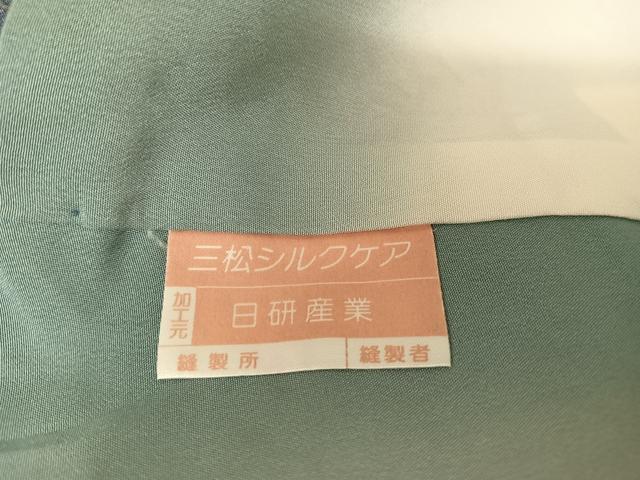 三松シルクケア
加工元 日研産業
縫製所 縫製者